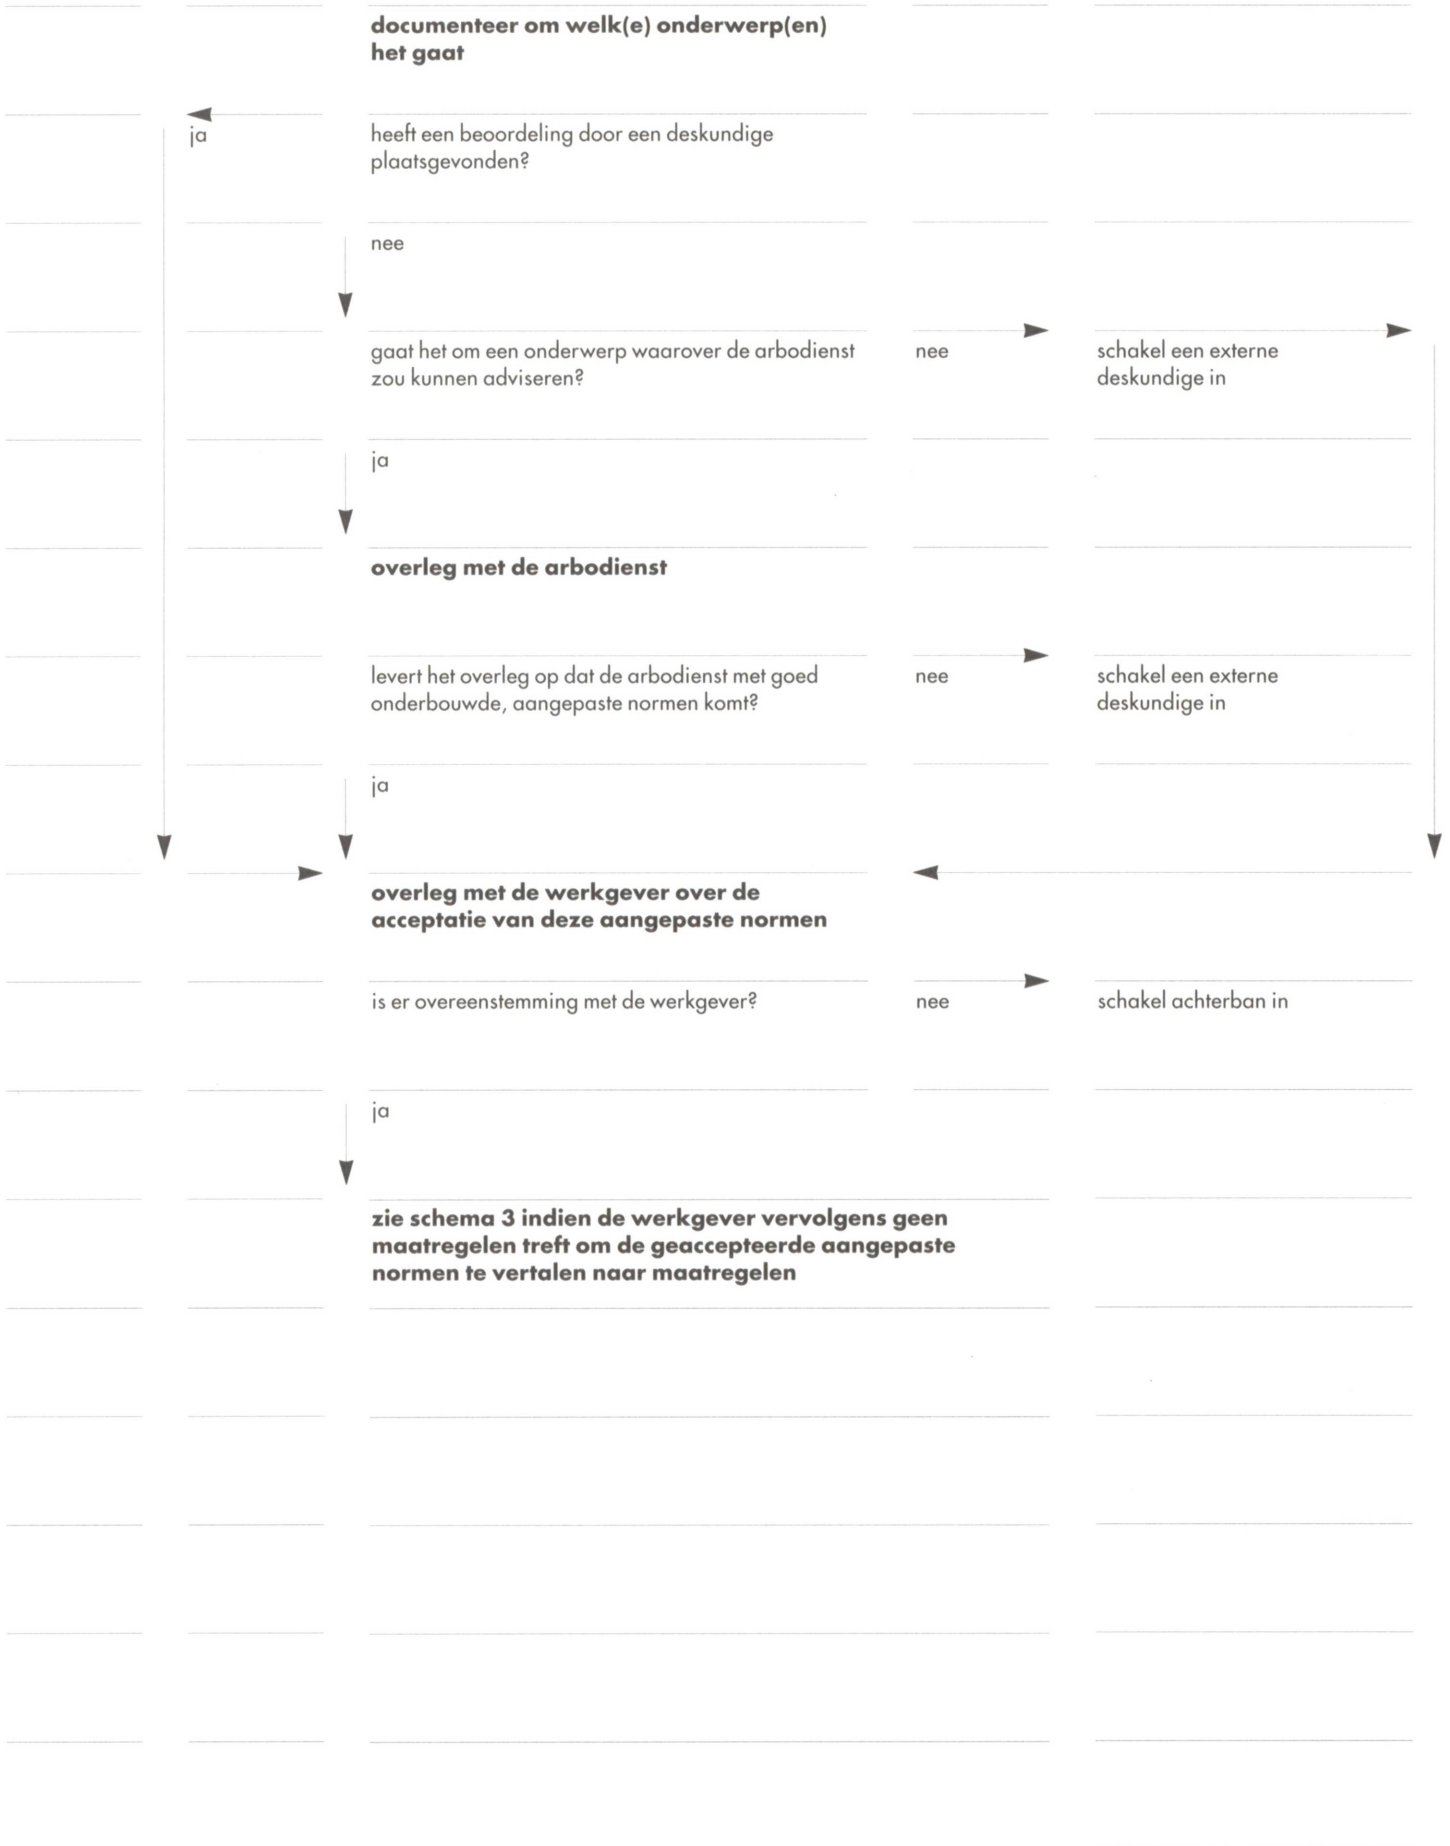 documenteer om welk(e) onderwerp(en)
het gaat
ja
heeft een beoordeling door een deskundige
plaatsgevonden?
nee
gaat het om een onderwerp waarover de arbodienst
zou kunnen adviseren?
nee
schakel een externe
deskundige in
ja
overleg met de arbodienst
levert het overleg op dat de arbodienst met goed
onderbouwde, aangepaste normen komt?
nee
schakel een externe
deskundige in
ja
overleg met de werkgever over de
acceptatie van deze aangepaste normen
is er overeenstemming met de werkgever?
nee
schakel achterban in
ja
zie schema 3 indien de werkgever vervolgens geen
maatregelen treft om de geaccepteerde aangepaste
normen te vertalen naar maatregelen